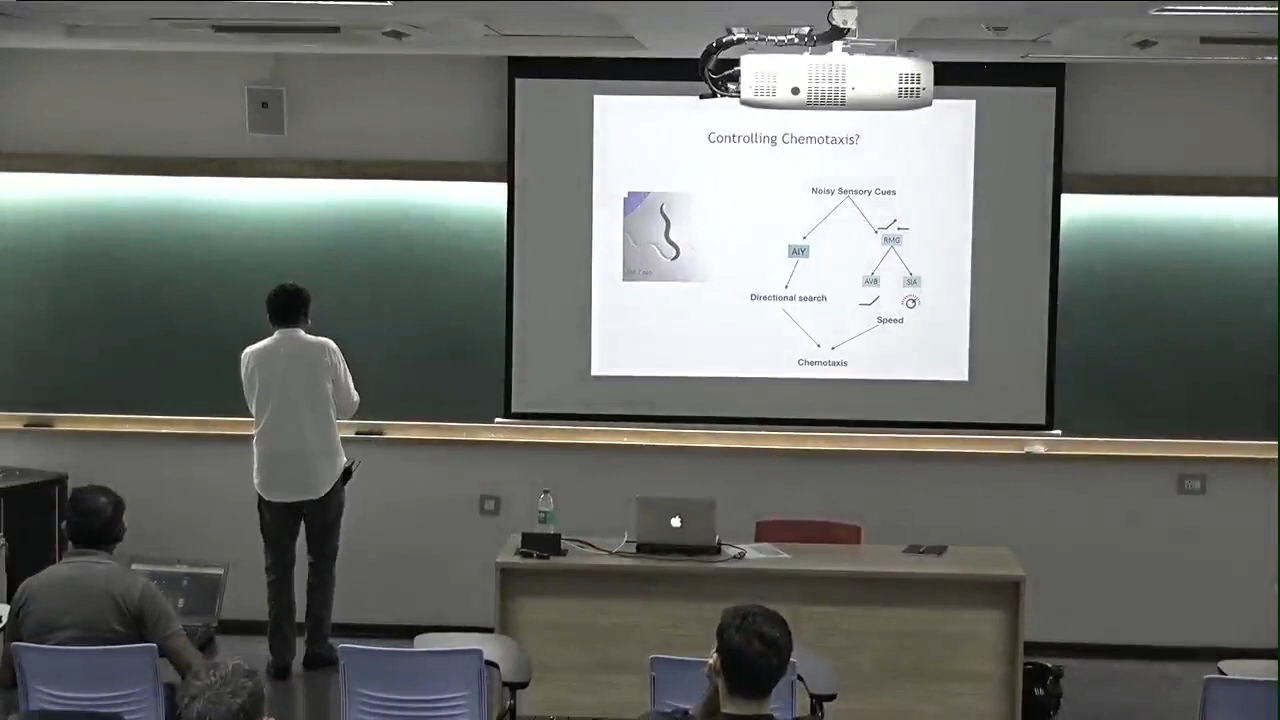 Controlling Chemotaxis?
Noisy Sensory Cues
RMG
AIY
AVB
SIA
Directional search
Speed
Chemotaxis